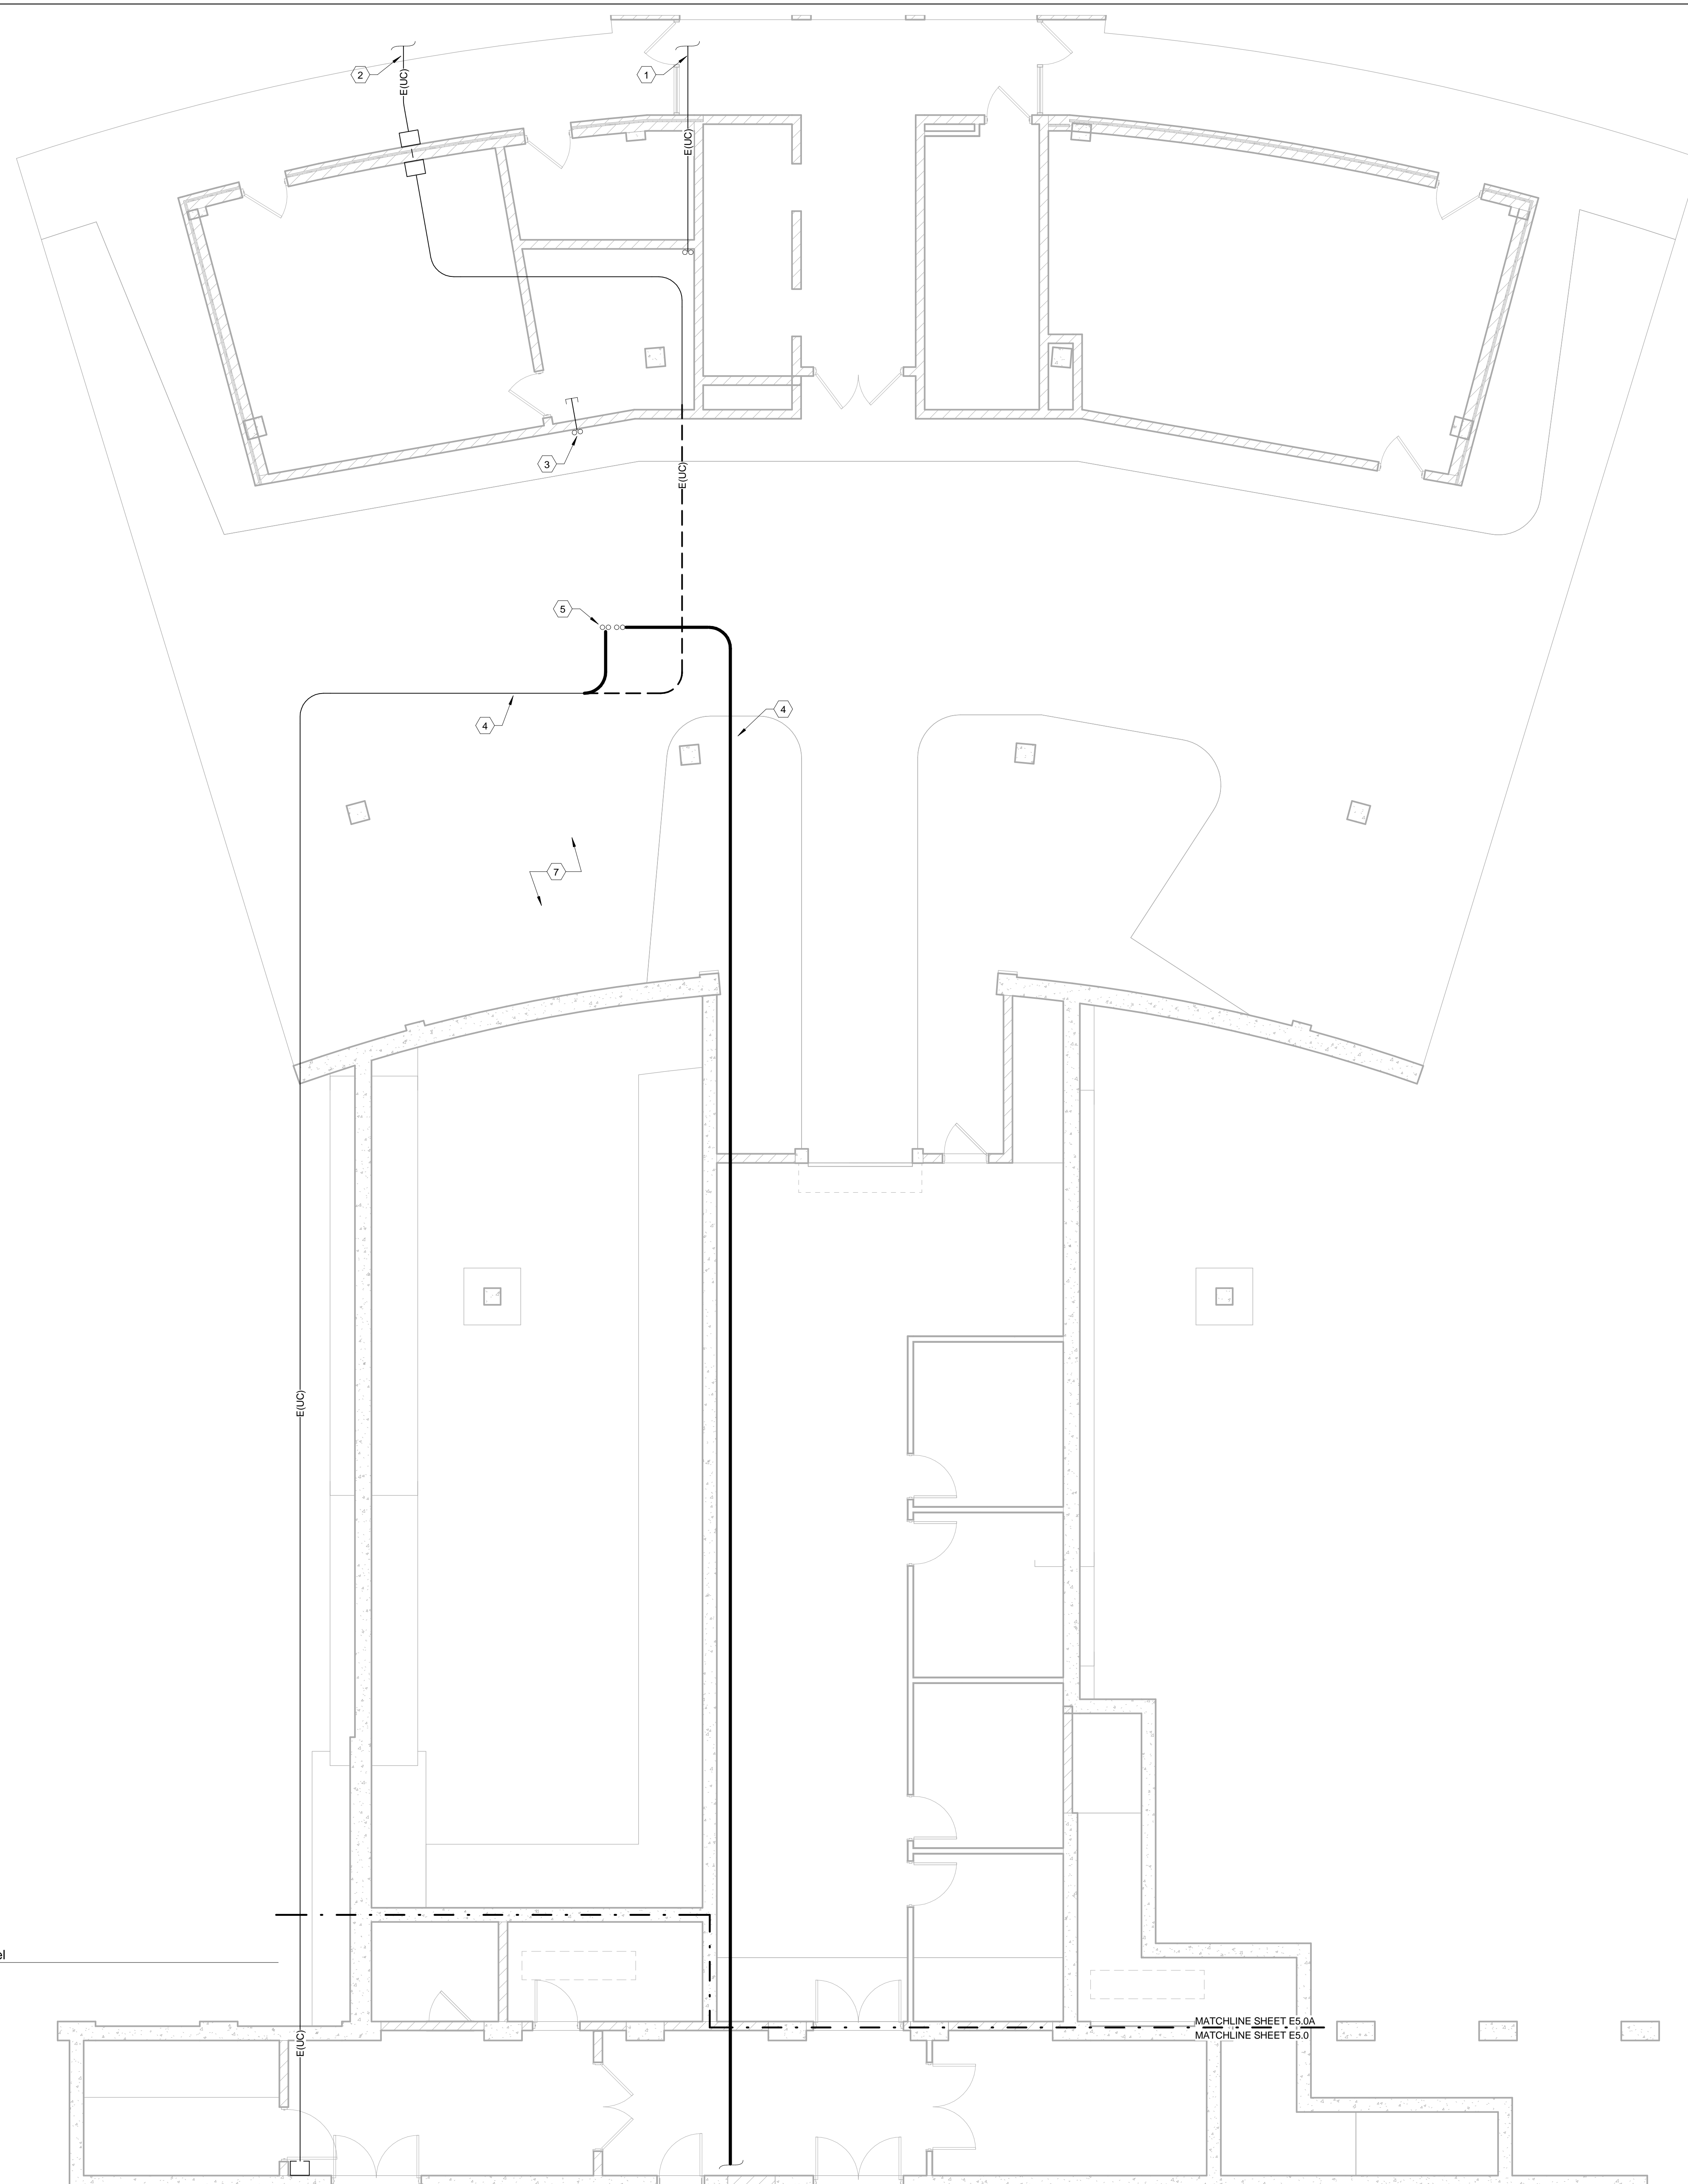 2
1
E(UC)
E(UC)
3
E(UC)
5
4
4
7
E(UC)
el
MATCHLINE SHEET E5.0A
MATCHLINE SHEET E5.0
E(UC)